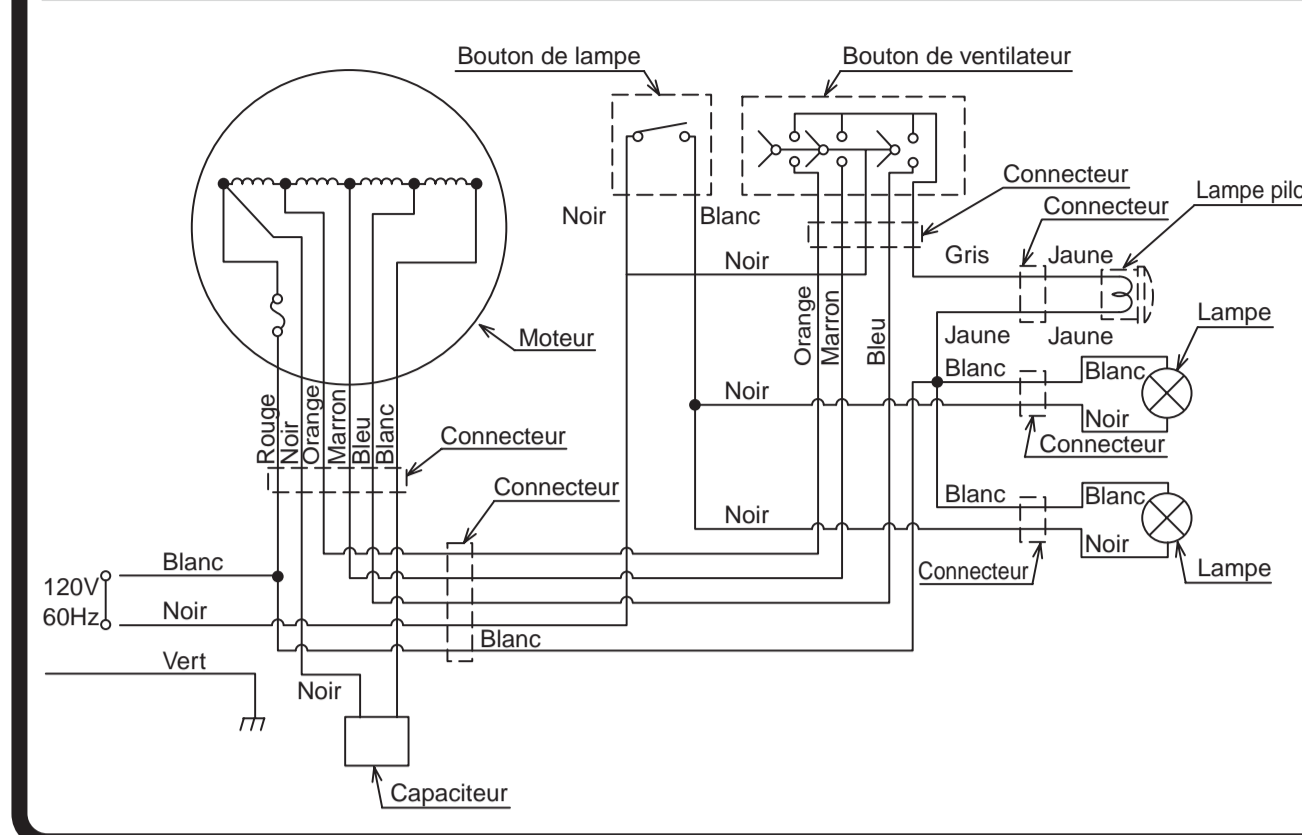 Bouton de lampe
Bouton de ventilateur
Connecteur
Connecteur
Lampe pilo
Noir
Blanc
Noir
Gris
Jaune
Orange
Marron
Bleu
Jaune
Jaune
Lampe
Moteur
Blanc
Blanc
Noir
Noir
Connecteur
Rouge
Noir
Orange
Marron
Bleu
Blanc
Connecteur
Connecteur
Blanc
Blanc
Noir
Noir
Connecteur
Lampe
120V
60Hz
Blanc
Noir
Blanc
Vert
Noir
Capaciteur